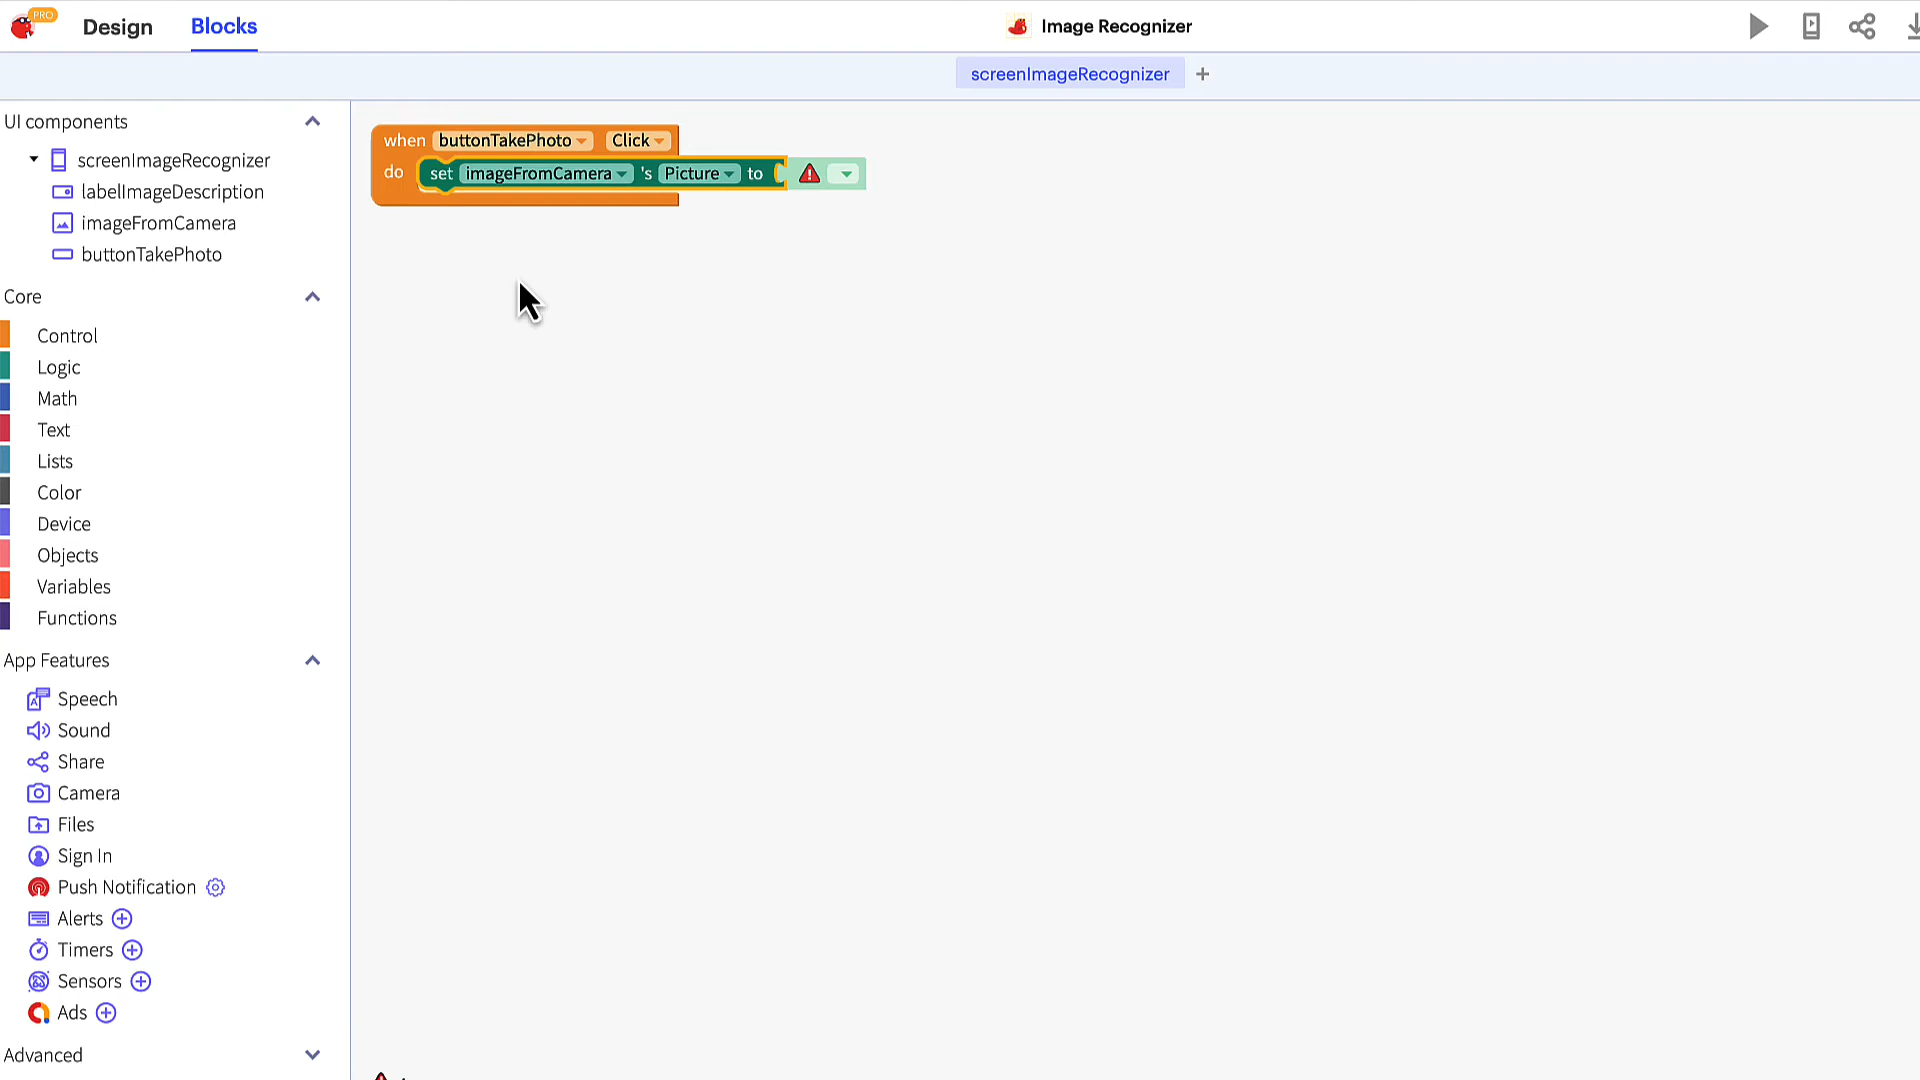 PRO
Design
Blocks
Image Recognizer
screenImageRecognizer +
UI components
screenImageRecognizer
labelImageDescription
imageFromCamera
buttonTakePhoto
Core
Control
Logic
Math
Text
Lists
Color
Device
Objects
Variables
Functions
App Features
Speech
Sound
Share
Camera
Files
Sign In
Push Notification
Alerts
Timers
Sensors
Ads
Advanced
when buttonTakePhoto Click
do set imageFromCamera 's Picture to